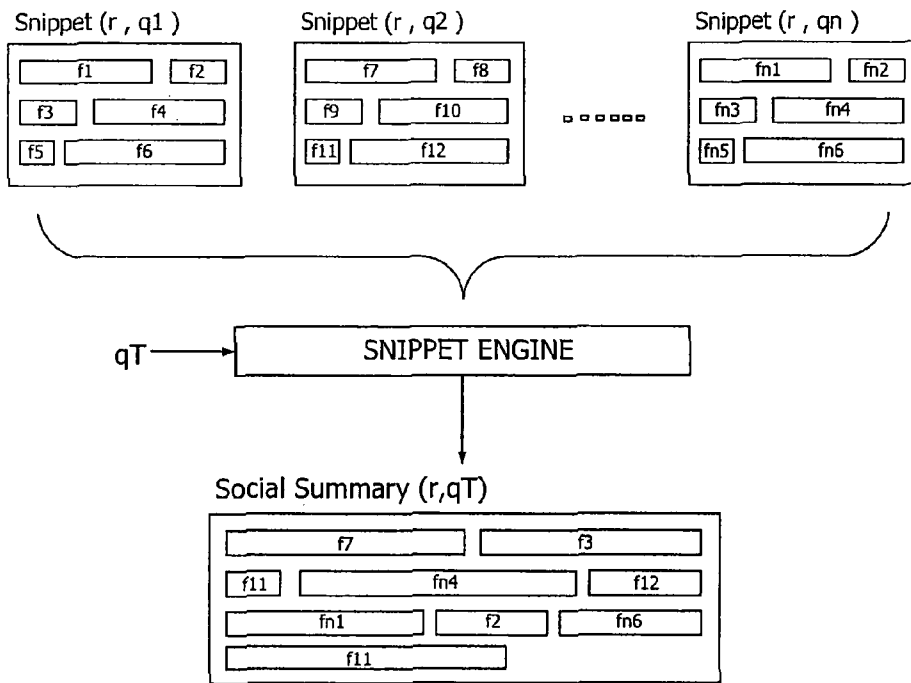 Snippet (r , q1)
f1 f2
f3 f4
f5 f6
Snippet (r , q2)
f7 f8
f9 f10
f11 f12
Snippet (r , qn)
fn1 fn2
fn3 fn4
fn5 fn6
qT
SNIPPET ENGINE
Social Summary (r,qT)
f7 f3
f11 fn4 f12
fn1 f2 fn6
f11